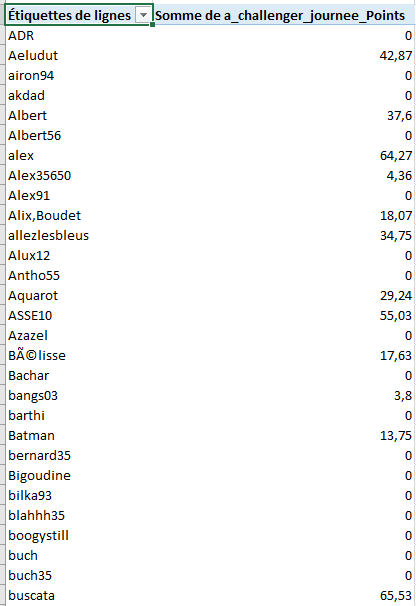 Étiquettes de lignes Somme de a_challenger_journee_Points
ADR 0
Aeludut 42,87
airon94 0
akdad 0
Albert 37,6
Albert56 0
alex 64,27
Alex35650 4,36
Alex91 0
Alix,Boudet 18,07
allezlesbleus 34,75
Alux12 0
Antho55 0
Aquarot 29,24
ASSE10 55,03
Azazel 0
BÃ©lisse 17,63
Bachar 0
bangs03 3,8
barthi 0
Batman 13,75
bernard35 0
Bigoudine 0
bilka93 0
blahhh35 0
boogystill 0
buch 0
buch35 0
buscata 65,53